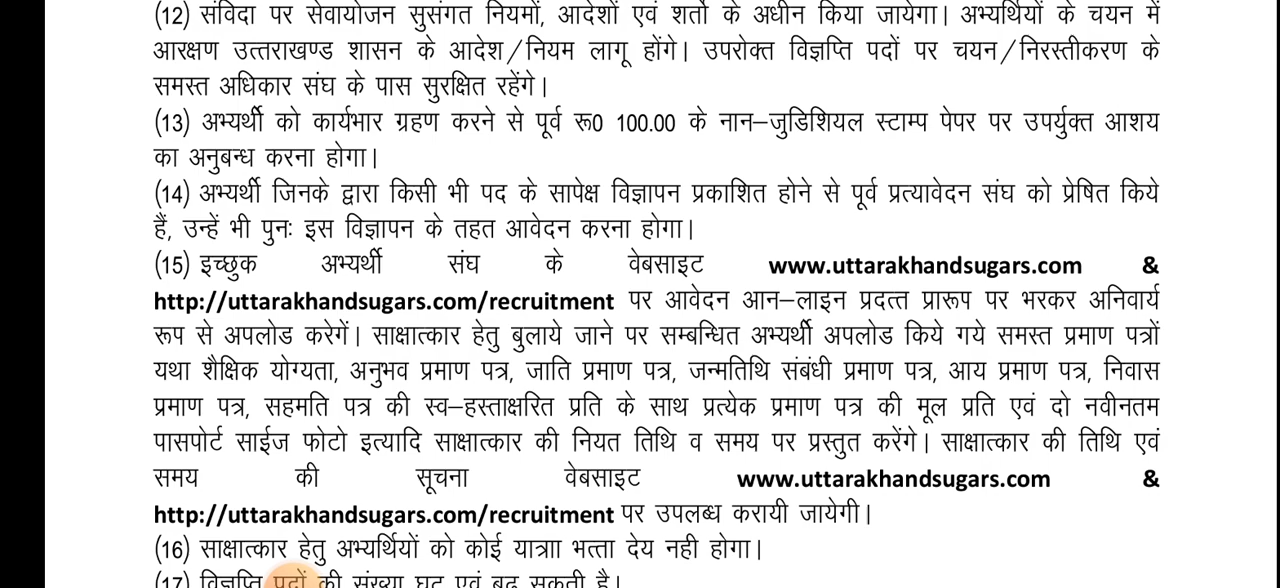 (12) संविदा पर सेवायोजन सुसंगत नियमों, आदेशों एवं शर्तो के अधीन किया जायेगा। अभ्यर्थियों के चयन में
आरक्षण उत्तराखण्ड शासन के आदेश/नियम लागू होंगे। उपरोक्त विज्ञप्ति पदों पर चयन/निरस्तीकरण के
समस्त अधिकार संघ के पास सुरक्षित रहेंगे।
(13) अभ्यर्थी को कार्यभार ग्रहण करने से पूर्व रू0 100.00 के नान–जुडिशियल स्टाम्प पेपर पर उपर्युक्त आशय
का अनुबन्ध करना होगा।
(14) अभ्यर्थी जिनके द्वारा किसी भी पद के सापेक्ष विज्ञापन प्रकाशित होने से पूर्व प्रत्यावेदन संघ को प्रेषित किये
हैं, उन्हें भी पुनः इस विज्ञापन के तहत आवेदन करना होगा।
(15) इच्छुक अभ्यर्थी संघ के वेबसाइट www.uttarakhandsugars.com &
http://uttarakhandsugars.com/recruitment पर आवेदन आन–लाइन प्रदत्त प्रारूप पर भरकर अनिवार्य
रूप से अपलोड करेगें। साक्षात्कार हेतु बुलाये जाने पर सम्बन्धित अभ्यर्थी अपलोड किये गये समस्त प्रमाण पत्रों
यथा शैक्षिक योग्यता, अनुभव प्रमाण पत्र, जाति प्रमाण पत्र, जन्मतिथि संबंधी प्रमाण पत्र, आय प्रमाण पत्र, निवास
प्रमाण पत्र, सहमति पत्र की स्व–हस्ताक्षरित प्रति के साथ प्रत्येक प्रमाण पत्र की मूल प्रति एवं दो नवीनतम
पासपोर्ट साईज फोटो इत्यादि साक्षात्कार की नियत तिथि व समय पर प्रस्तुत करेंगे। साक्षात्कार की तिथि एवं
समय की सूचना वेबसाइट www.uttarakhandsugars.com &
http://uttarakhandsugars.com/recruitment पर उपलब्ध करायी जायेगी।
(16) साक्षात्कार हेतु अभ्यर्थियों को कोई यात्राा भत्ता देय नही होगा।
(17) विज्ञप्ति पदों की संख्या घट एवं बढ़ सकती है।